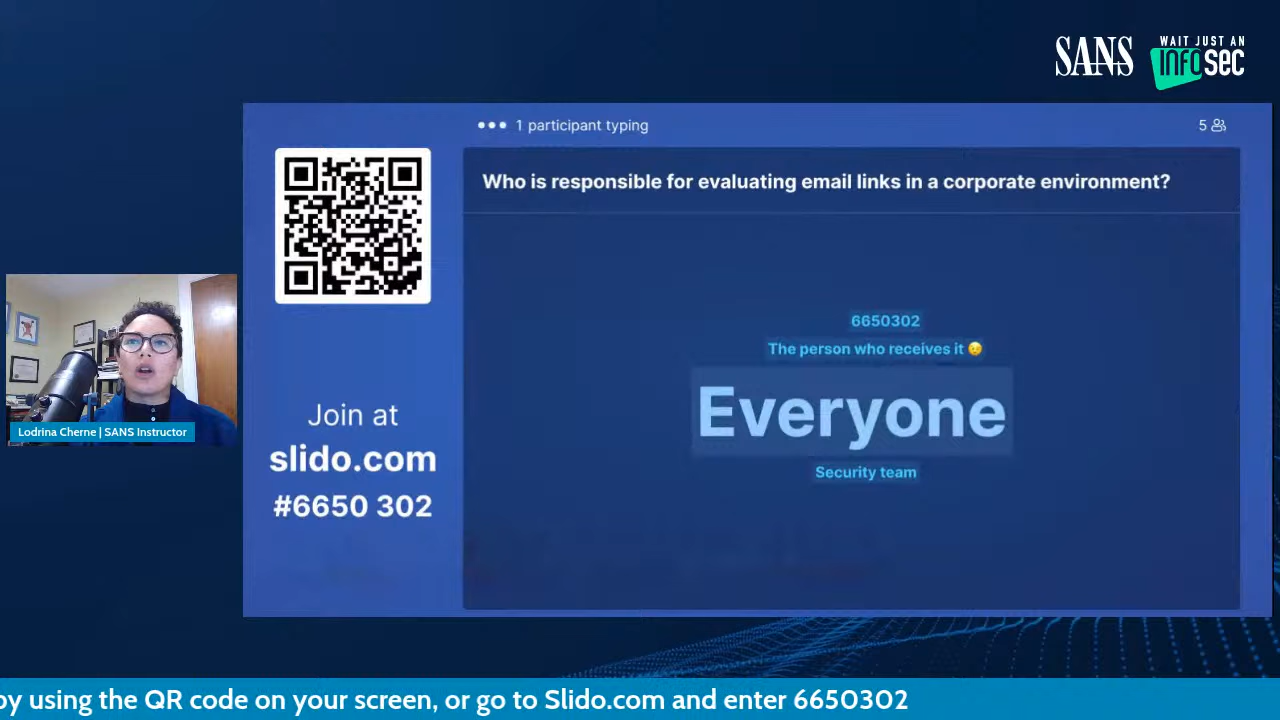 SANS
WAIT JUST AN
INFOSEC
1 participant typing
5
Who is responsible for evaluating email links in a corporate environment?
6650302
The person who receives it 😟
Everyone
Security team
Join at
slido.com
#6650 302
Lodrina Cherne | SANS Instructor
by using the QR code on your screen, or go to Slido.com and enter 6650302